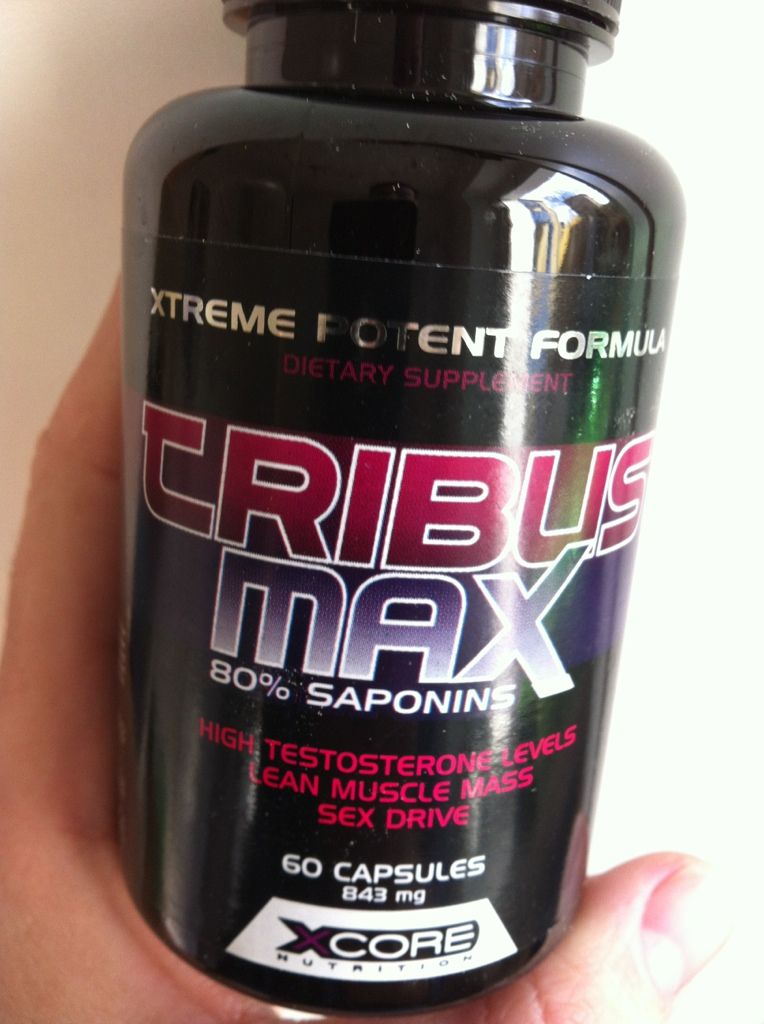 XTREME POTENT FORMULA
DIETARY SUPPLEMENT
TRIBUS
MAX
80% SAPONINS
HIGH TESTOSTERONE LEVELS
LEAN MUSCLE MASS
SEX DRIVE
60 CAPSULES
843 mg
XCORE
NUTRITION